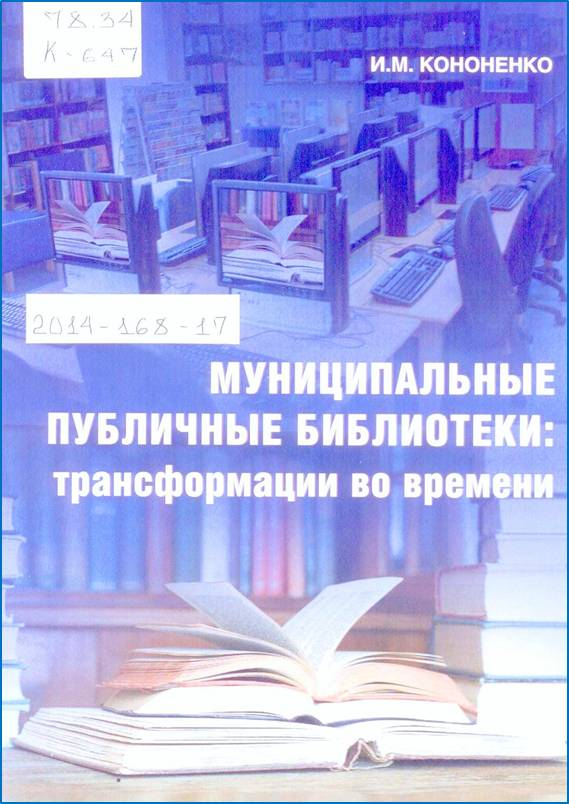 78.34
К-647
И.М. КОНОНЕНКО
2014-168-17
МУНИЦИПАЛЬНЫЕ
ПУБЛИЧНЫЕ БИБЛИОТЕКИ:
трансформации во времени